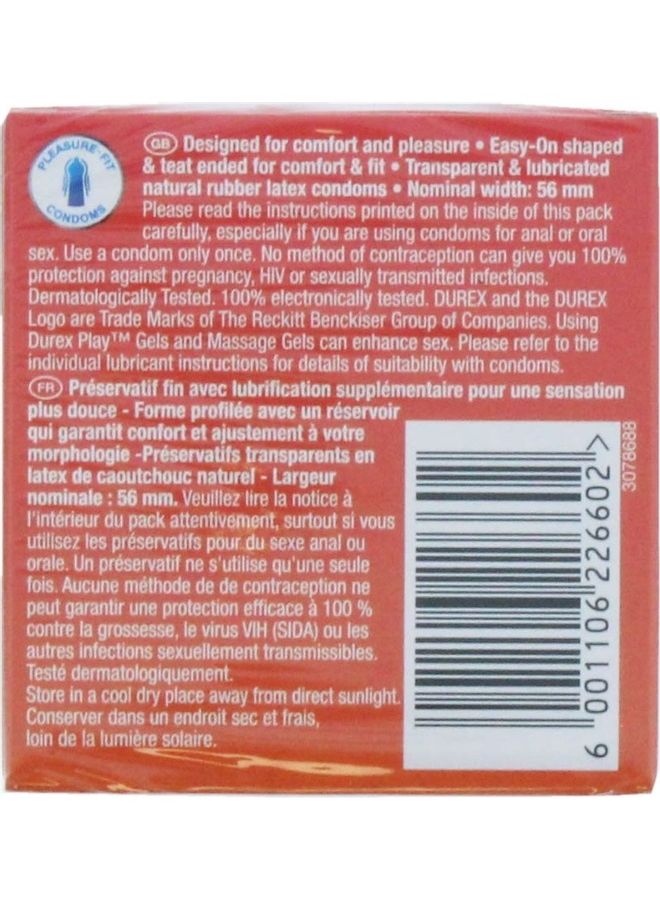 PLEASURE-FIT
CONDOMS
GB Designed for comfort and pleasure • Easy-On shaped
& teat ended for comfort & fit • Transparent & lubricated
natural rubber latex condoms • Nominal width: 56 mm
Please read the instructions printed on the inside of this pack
carefully, especially if you are using condoms for anal or oral
sex. Use a condom only once. No method of contraception can give you 100%
protection against pregnancy, HIV or sexually transmitted infections.
Dermatologically Tested. 100% electronically tested. DUREX and the DUREX
Logo are Trade Marks of The Reckitt Benckiser Group of Companies. Using
Durex Play™ Gels and Massage Gels can enhance sex. Please refer to the
individual lubricant instructions for details of suitability with condoms.
FR Préservatif fin avec lubrification supplémentaire pour une sensation
plus douce - Forme profilée avec un réservoir
qui garantit confort et ajustement à votre
morphologie -Préservatifs transparents en
latex de caoutchouc naturel - Largeur
nominale : 56 mm. Veuillez lire la notice à
l'intérieur du pack attentivement, surtout si vous
utilisez les préservatifs pour du sexe anal ou
orale. Un préservatif ne s'utilise qu'une seule
fois. Aucune méthode de de contraception ne
peut garantir une protection efficace à 100 %
contre la grossesse, le virus VIH (SIDA) ou les
autres infections sexuellement transmissibles.
Testé dermatologiquement.
Store in a cool dry place away from direct sunlight.
Conserver dans un endroit sec et frais,
loin de la lumière solaire.
6 001106 226602 >
3078688